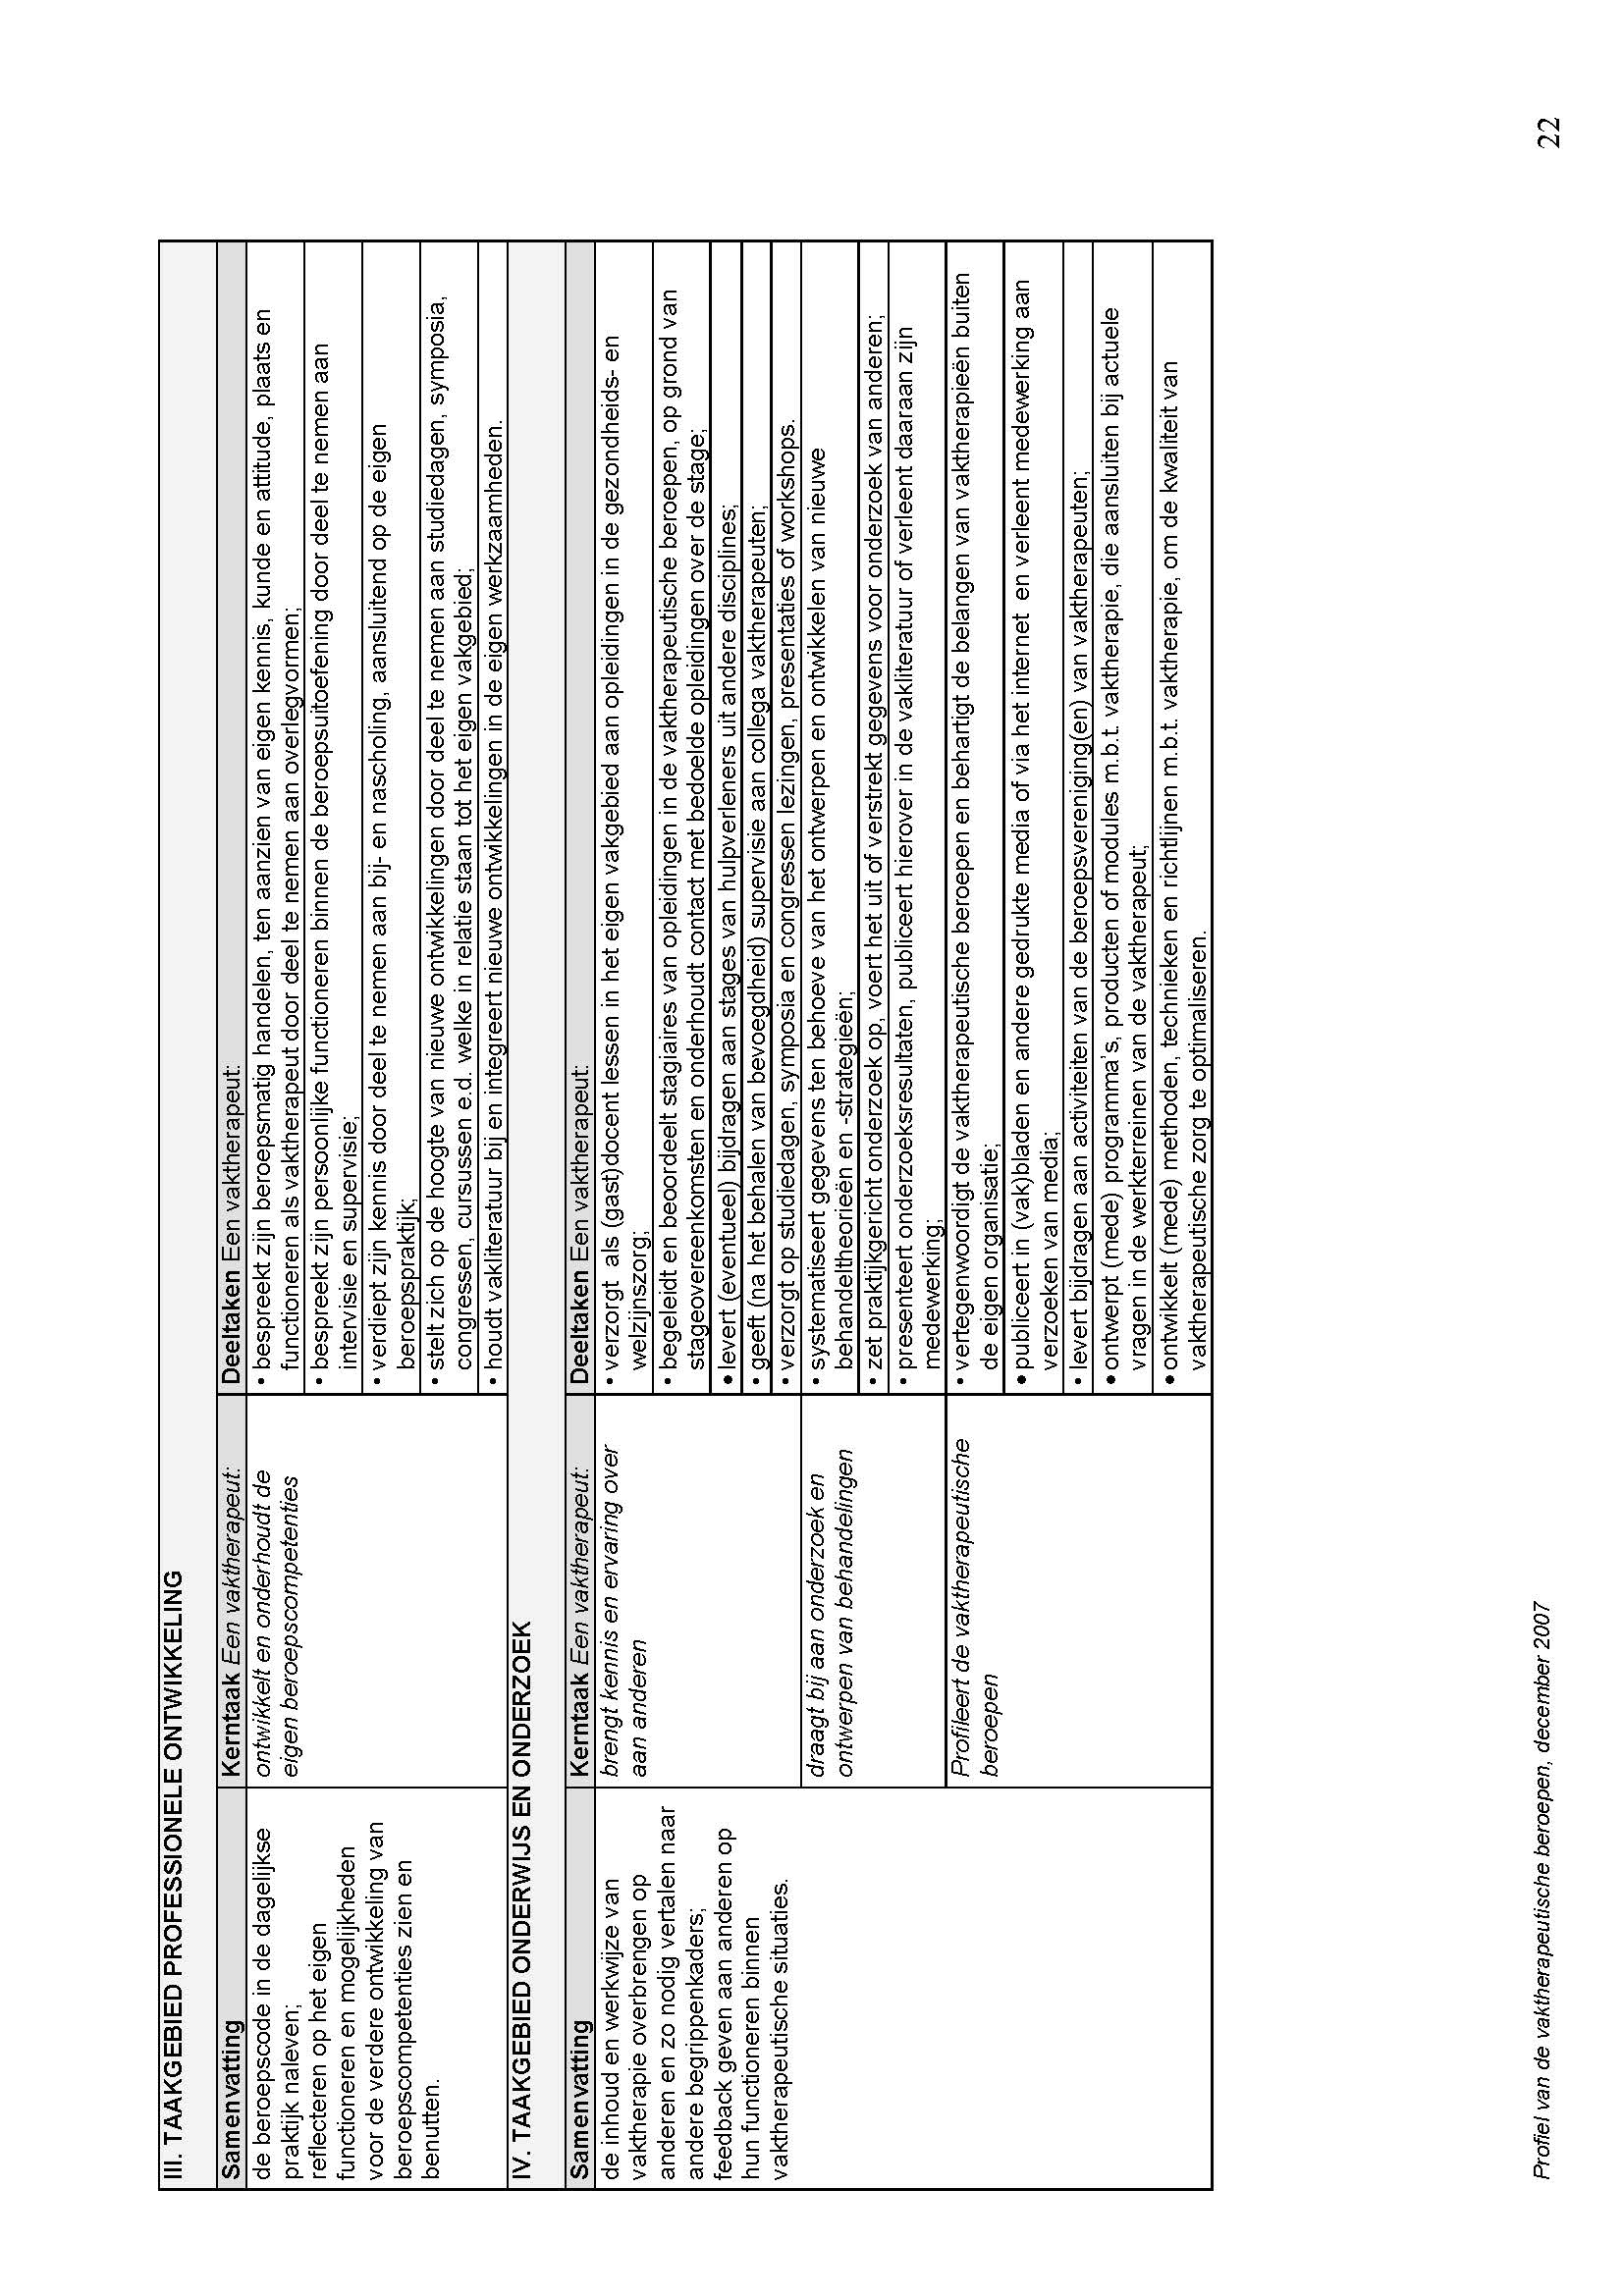 III. TAAKGEBIED PROFESSIONELE ONTWIKKELING
Samenvatting
de beroepscode in de dagelijkse
praktijk naleven;
reflecteren op het eigen
functioneren en mogelijkheden
voor de verdere ontwikkeling van
beroepscompetenties zien en
benutten.
Kerntaak Een vaktherapeut:
ontwikkelt en onderhoudt de
eigen beroepscompetenties
Deeltaken Een vaktherapeut:
• bespreekt zijn beroepsmatig handelen, ten aanzien van eigen kennis, kunde en attitude, plaats en
functioneren als vaktherapeut door deel te nemen aan overlegvormen;
• bespreekt zijn persoonlijke functioneren binnen de beroepsuitoefening door deel te nemen aan
intervisie en supervisie;
• verdiept zijn kennis door deel te nemen aan bij- en nascholing, aansluitend op de eigen
beroepspraktijk;
• stelt zich op de hoogte van nieuwe ontwikkelingen door deel te nemen aan studiedagen, symposia,
congressen, cursussen e.d. welke in relatie staan tot het eigen vakgebied;
• houdt vakliteratuur bij en integreert nieuwe ontwikkelingen in de eigen werkzaamheden.
IV. TAAKGEBIED ONDERWIJS EN ONDERZOEK
Samenvatting
de inhoud en werkwijze van
vaktherapie overbrengen op
anderen en zo nodig vertalen naar
andere begrippenkaders;
feedback geven aan anderen op
hun functioneren binnen
vaktherapeutische situaties.
Kerntaak Een vaktherapeut:
brengt kennis en ervaring over
aan anderen
Deeltaken Een vaktherapeut:
• verzorgt als (gast)docent lessen in het eigen vakgebied aan opleidingen in de gezondheids- en
welzijnszorg;
• begeleidt en beoordeelt stagiaires van opleidingen in de vaktherapeutische beroepen, op grond van
stageovereenkomsten en onderhoudt contact met bedoelde opleidingen over de stage;
• levert (eventueel) bijdragen aan stages van hulpverleners uit andere disciplines;
• geeft (na het behalen van bevoegdheid) supervisie aan collega vaktherapeuten;
• verzorgt op studiedagen, symposia en congressen lezingen, presentaties of workshops.
draagt bij aan onderzoek en
ontwerpen van behandelingen
• systematiseert gegevens ten behoeve van het ontwerpen en ontwikkelen van nieuwe
behandeltheorieën en -strategieën;
• zet praktijkgericht onderzoek op, voert het uit of verstrekt gegevens voor onderzoek van anderen;
• presenteert onderzoeksresultaten, publiceert hierover in de vakliteratuur of verleent daaraan zijn
medewerking;
Profileert de vaktherapeutische
beroepen
• vertegenwoordigt de vaktherapeutische beroepen en behartigt de belangen van vaktherapieën buiten
de eigen organisatie;
• publiceert in (vak)bladen en andere gedrukte media of via het internet en verleent medewerking aan
verzoeken van media;
• levert bijdragen aan activiteiten van de beroepsvereniging(en) van vaktherapeuten;
• ontwerpt (mede) programma's, producten of modules m.b.t. vaktherapie, die aansluiten bij actuele
vragen in de werkterreinen van de vaktherapeut;
• ontwikkelt (mede) methoden, technieken en richtlijnen m.b.t. vaktherapie, om de kwaliteit van
vaktherapeutische zorg te optimaliseren.
Profiel van de vaktherapeutische beroepen, december 2007
22